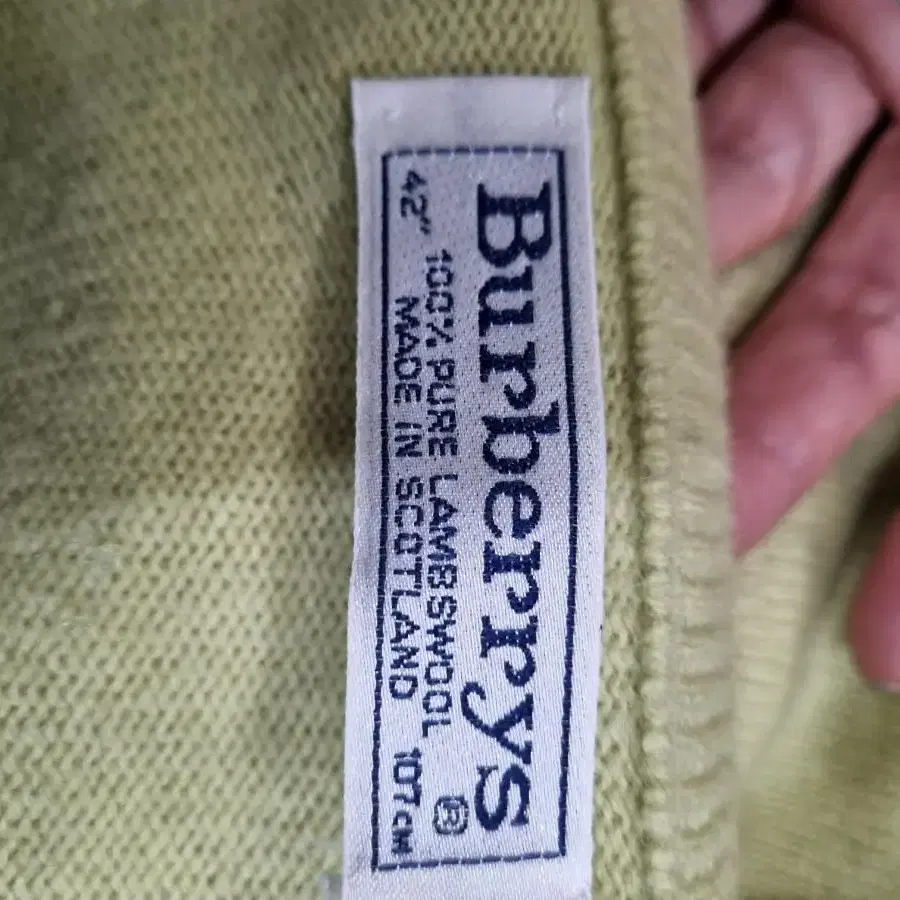 Burberrys®
100% PURE LAMBSWOOL
42" MADE IN SCOTLAND 107cm